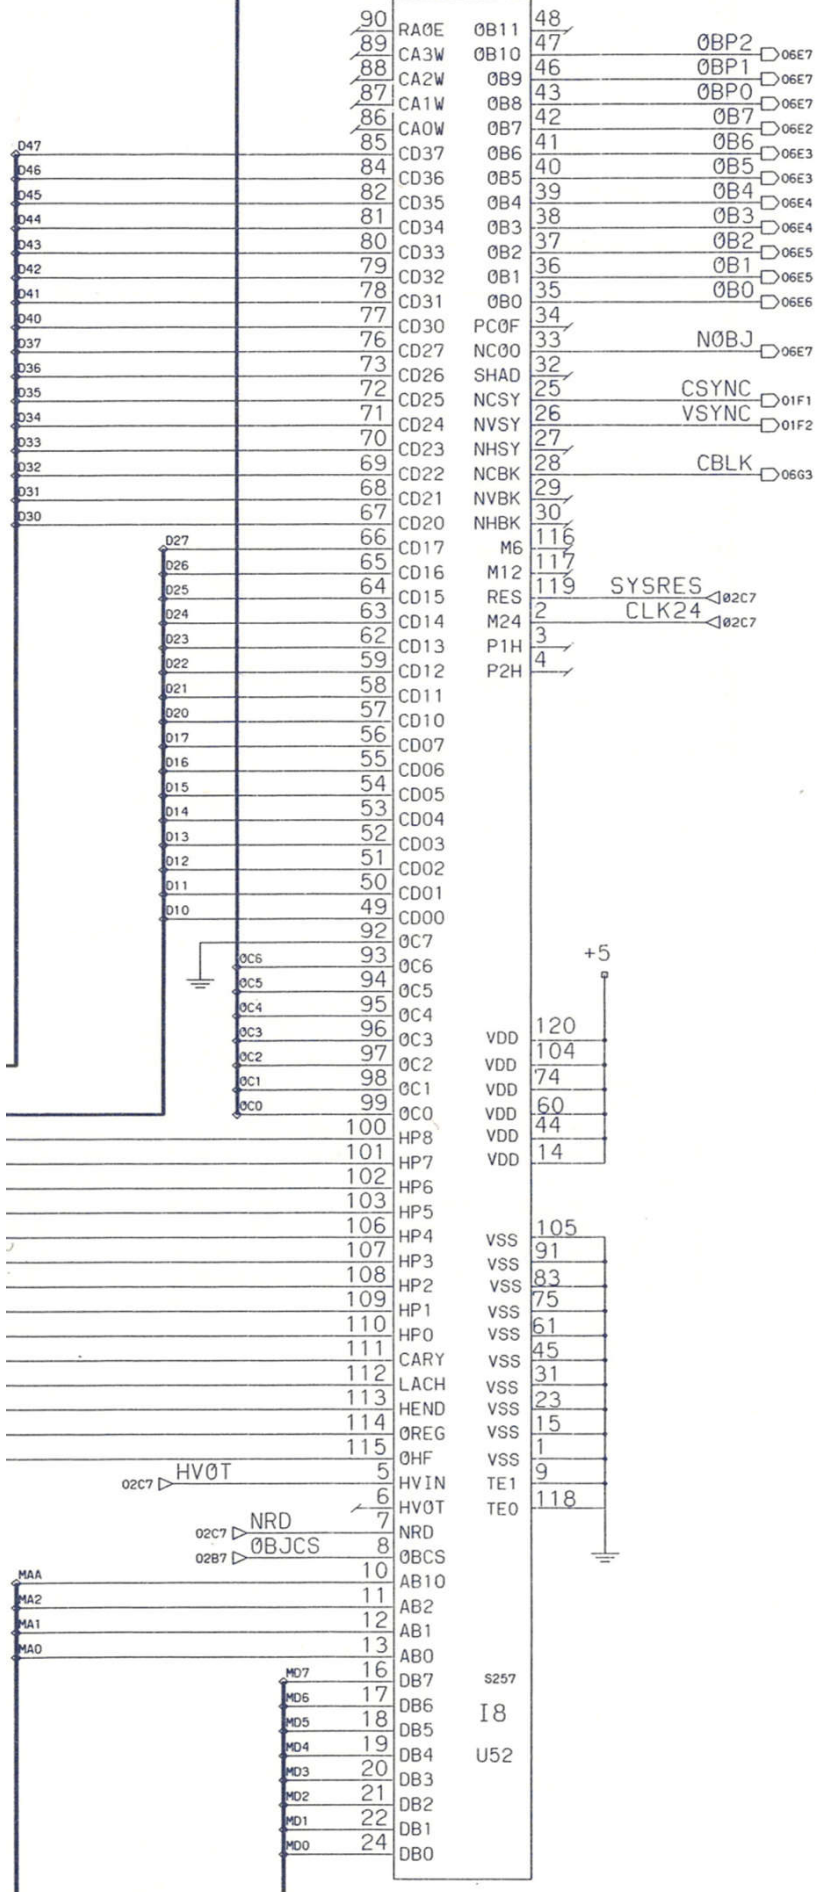 90 RAØE ØB11 48
89 CA3W ØB10 47 ØBP2 06E7
88 CA2W ØB9 46 ØBP1 06E7
87 CA1W ØB8 43 ØBP0 06E7
86 CA0W ØB7 42 ØB7 06E2
D47 85 CD37 ØB6 41 ØB6 06E3
D46 84 CD36 ØB5 40 ØB5 06E3
D45 82 CD35 ØB4 39 ØB4 06E4
D44 81 CD34 ØB3 38 ØB3 06E4
D43 80 CD33 ØB2 37 ØB2 06E5
D42 79 CD32 ØB1 36 ØB1 06E5
D41 78 CD31 ØB0 35 ØB0 06E6
D40 77 CD30 PCØF 34
D37 76 CD27 NC00 33 NØBJ 06E7
D36 73 CD26 SHAD 32
D35 72 CD25 NCSY 25 CSYNC 01F1
D34 71 CD24 NVSY 26 VSYNC 01F2
D33 70 CD23 NHSY 27
D32 69 CD22 NCBK 28 CBLK 06G3
D31 68 CD21 NVBK 29
D30 67 CD20 NHBK 30
D27 66 CD17 M6 116
D26 65 CD16 M12 117
D25 64 CD15 RES 119 SYSRES 02C7
D24 63 CD14 M24 2 CLK24 02C7
D23 62 CD13 P1H 3
D22 59 CD12 P2H 4
D21 58 CD11
D20 57 CD10
D17 56 CD07
D16 55 CD06
D15 54 CD05
D14 53 CD04
D13 52 CD03
D12 51 CD02
D11 50 CD01
D10 49 CD00
92 ØC7
+5
ØC6 93 ØC6
ØC5 94 ØC5
ØC4 95 ØC4
ØC3 96 ØC3 VDD 120
ØC2 97 ØC2 VDD 104
ØC1 98 ØC1 VDD 74
ØC0 99 ØC0 VDD 60
100 HP8 VDD 44
101 HP7 VDD 14
102 HP6
103 HP5
106 HP4 VSS 105
107 HP3 VSS 91
108 HP2 VSS 83
109 HP1 VSS 75
110 HP0 VSS 61
111 CARY VSS 45
112 LACH VSS 31
113 HEND VSS 23
114 ØREG VSS 15
115 ØHF VSS 1
02C7 HVØT 5 HVIN TE1 9
6 HVØT TE0 118
02C7 NRD 7 NRD
02B7 ØBJCS 8 ØBCS
MAA 10 AB10
MA2 11 AB2
MA1 12 AB1
MA0 13 AB0
MD7 16 DB7 S257
MD6 17 DB6 I8
MD5 18 DB5
MD4 19 DB4 U52
MD3 20 DB3
MD2 21 DB2
MD1 22 DB1
MD0 24 DB0